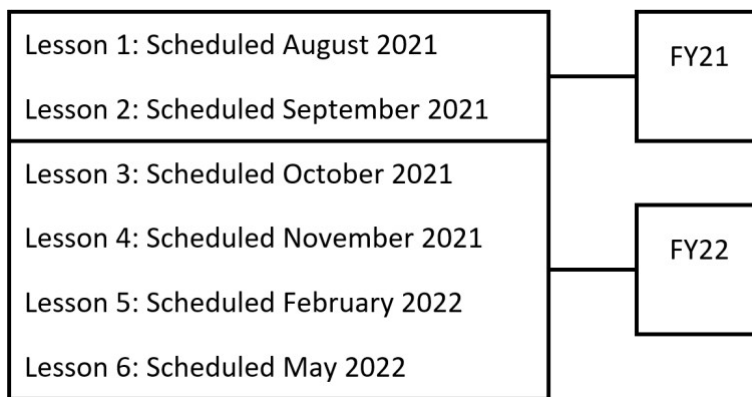 Lesson 1: Scheduled August 2021
Lesson 2: Scheduled September 2021
FY21
Lesson 3: Scheduled October 2021
Lesson 4: Scheduled November 2021
Lesson 5: Scheduled February 2022
Lesson 6: Scheduled May 2022
FY22